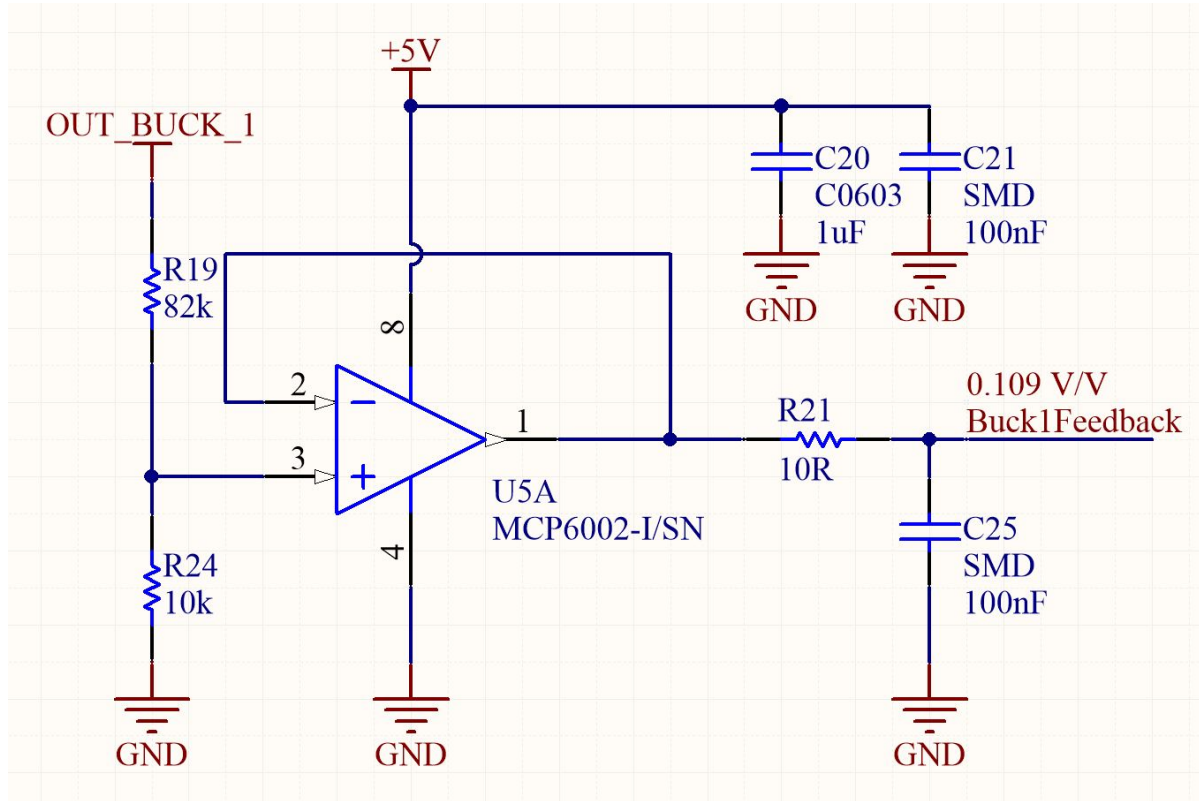 +5V
OUT_BUCK_1
C20
C0603
1uF
C21
SMD
100nF
GND
GND
R19
82k
8
2
3
1
U5A
MCP6002-I/SN
4
R21
10R
0.109 V/V
Buck1Feedback
R24
10k
C25
SMD
100nF
GND
GND
GND